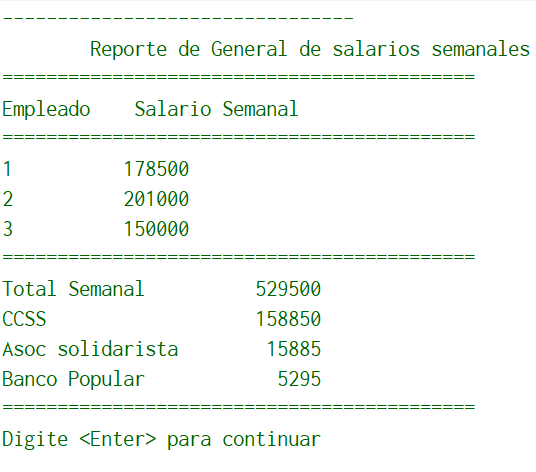 --------------------------------
Reporte de General de salarios semanales
===========================================
Empleado    Salario Semanal
===========================================
1          178500
2          201000
3          150000
===========================================
Total Semanal          529500
CCSS                   158850
Asoc solidarista        15885
Banco Popular            5295
===========================================
Digite <Enter> para continuar